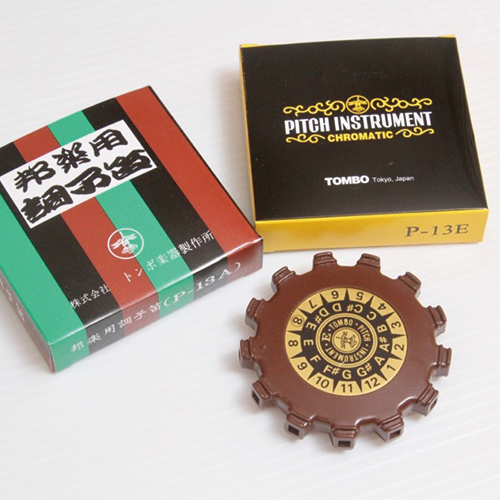 邦楽用
調子笛
株式会社 トンボ楽器製作所
邦楽用調子笛(P-13A)
PITCH INSTRUMENT
CHROMATIC
TOMBO Tokyo, Japan
P-13E
TOMBO PITCH INSTRUMENT
E
E F F# G G# A A# B C C# D D# E
1 2 3 4 5 6 7 8 9 10 11 12